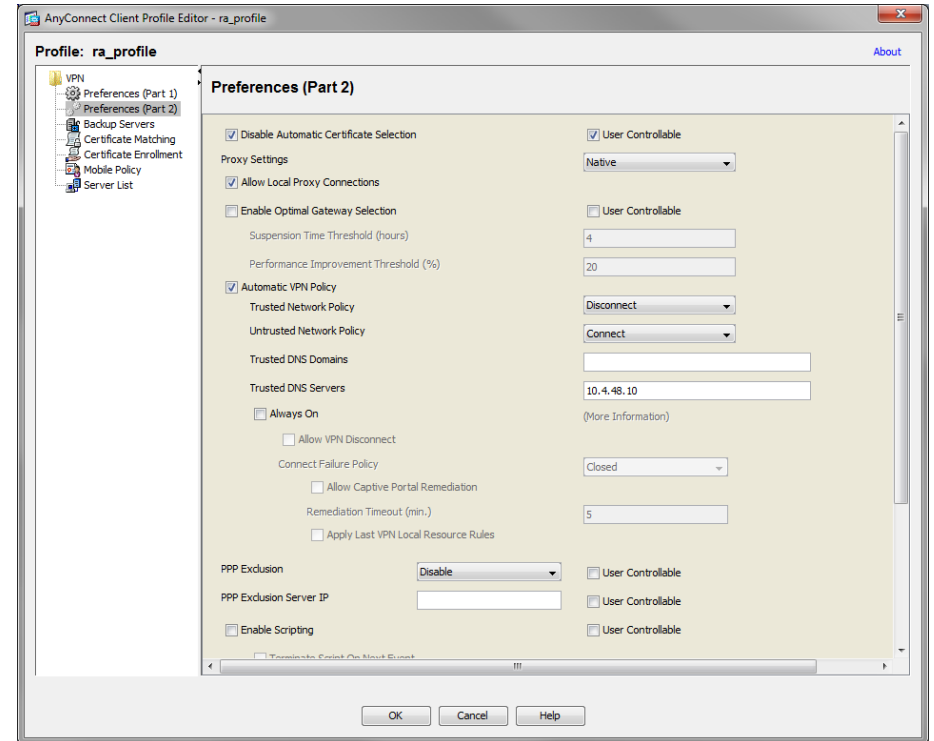 AnyConnect Client Profile Editor - ra_profile
Profile: ra_profile
About
VPN
Preferences (Part 1)
Preferences (Part 2)
Backup Servers
Certificate Matching
Certificate Enrollment
Mobile Policy
Server List
Preferences (Part 2)
Disable Automatic Certificate Selection User Controllable
Proxy Settings Native
Allow Local Proxy Connections
Enable Optimal Gateway Selection User Controllable
Suspension Time Threshold (hours) 4
Performance Improvement Threshold (%) 20
Automatic VPN Policy
Trusted Network Policy Disconnect
Untrusted Network Policy Connect
Trusted DNS Domains
Trusted DNS Servers 10.4.48.10
Always On (More Information)
Allow VPN Disconnect
Connect Failure Policy Closed
Allow Captive Portal Remediation
Remediation Timeout (min.) 5
Apply Last VPN Local Resource Rules
PPP Exclusion Disable User Controllable
PPP Exclusion Server IP User Controllable
Enable Scripting User Controllable
Terminate Script On Next Event
OK Cancel Help